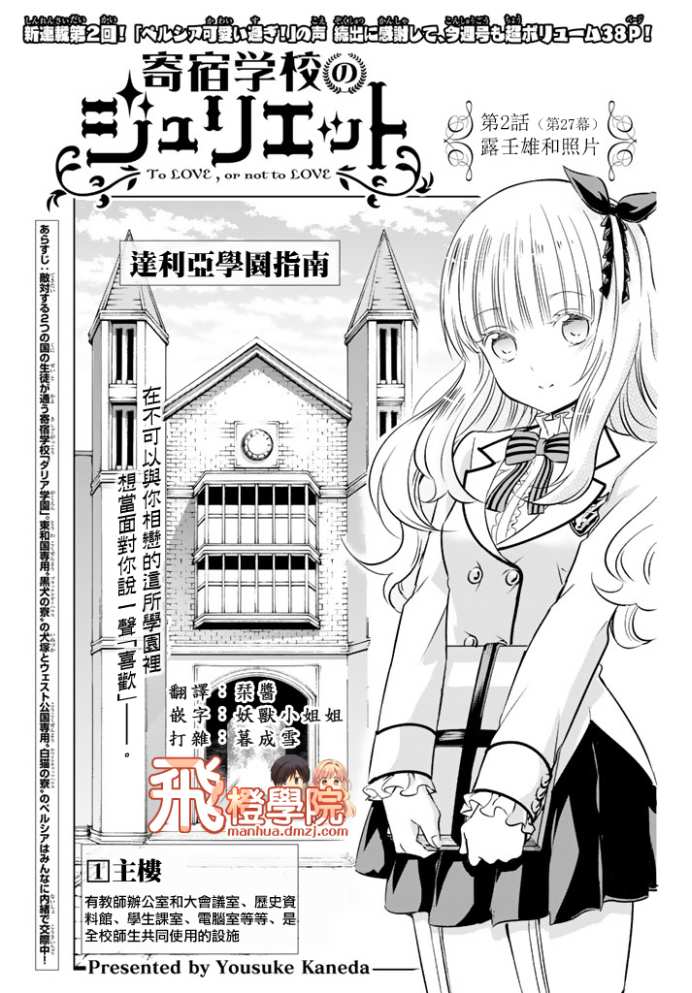 新連載第2回！「ペルシア可愛い過ぎ！」の声 続出に感謝して、今週号も超ボリューム38P！
寄宿学校の
ジュリエット
To LOVE , or not to LOVE
第2話（第27幕）
露壬雄和照片
達利亞學園指南
在不可以與你相戀的這所學園裡
想當面對你說一聲「喜歡」——。
あらすじ：敵対する2つの国の生徒が通う寄宿学校「ダリア学園」。東和国専用〝黒犬の寮〟の犬塚とウェスト公国専用〝白猫の寮〟のペルシアはみんなに内緒で交際中！
翻譯：栞醬
嵌字：妖獸小姐姐
打雜：暮成雪
飛橙學院
manhua.dmzj.com
1 主樓
有教師辦公室和大會議室、歷史資
料館、學生課室、電腦室等等、是
全校師生共同使用的設施
Presented by Yousuke Kaneda